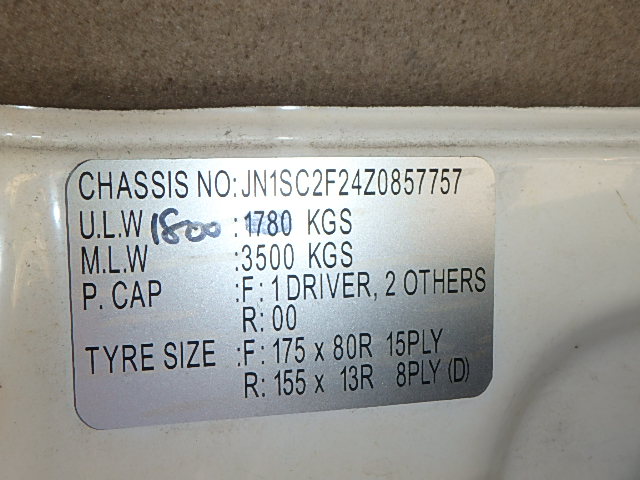 CHASSIS NO:JN1SC2F24Z0857757
U.L.W 1800 :1780 KGS
M.L.W :3500 KGS
P. CAP :F: 1 DRIVER, 2 OTHERS
R: 00
TYRE SIZE :F: 175 x 80R 15PLY
R: 155 x 13R 8PLY (D)